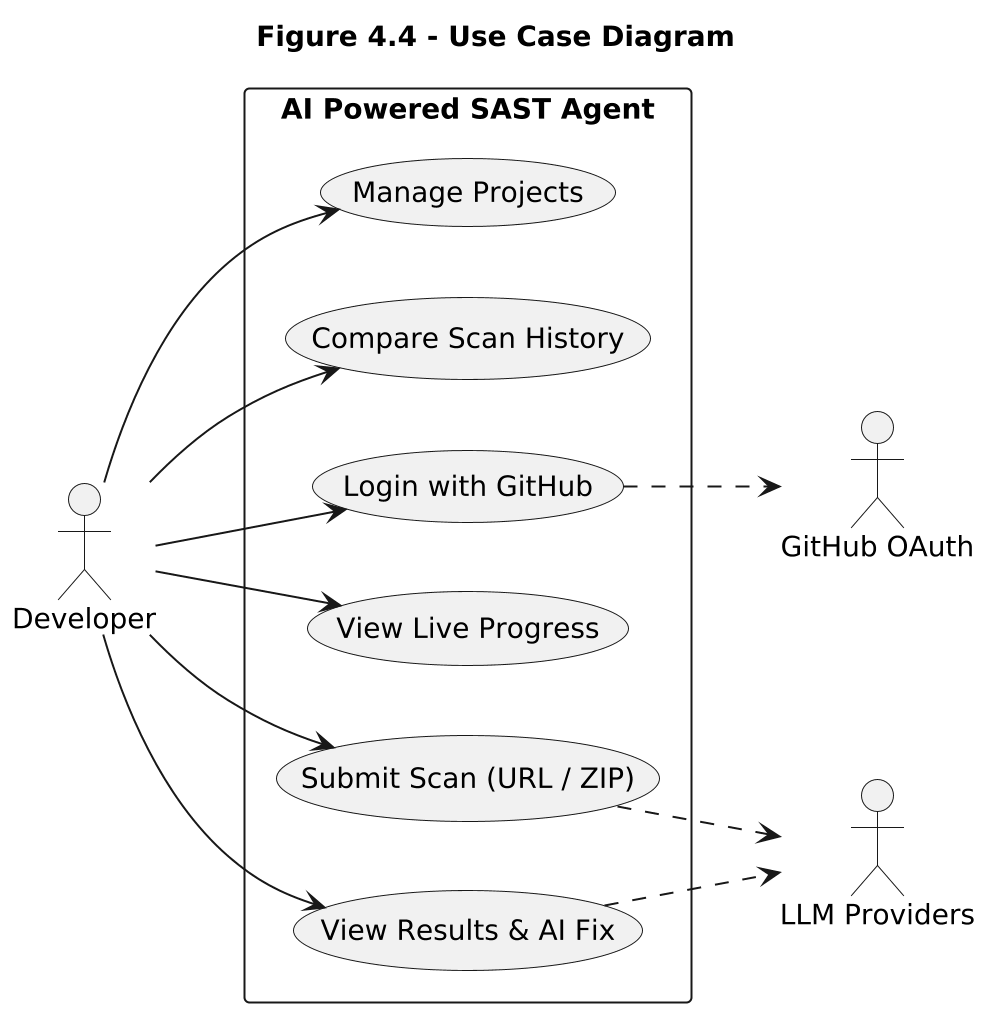 Figure 4.4 - Use Case Diagram
AI Powered SAST Agent
Manage Projects
Compare Scan History
Login with GitHub
GitHub OAuth
Developer
View Live Progress
Submit Scan (URL / ZIP)
LLM Providers
View Results & AI Fix